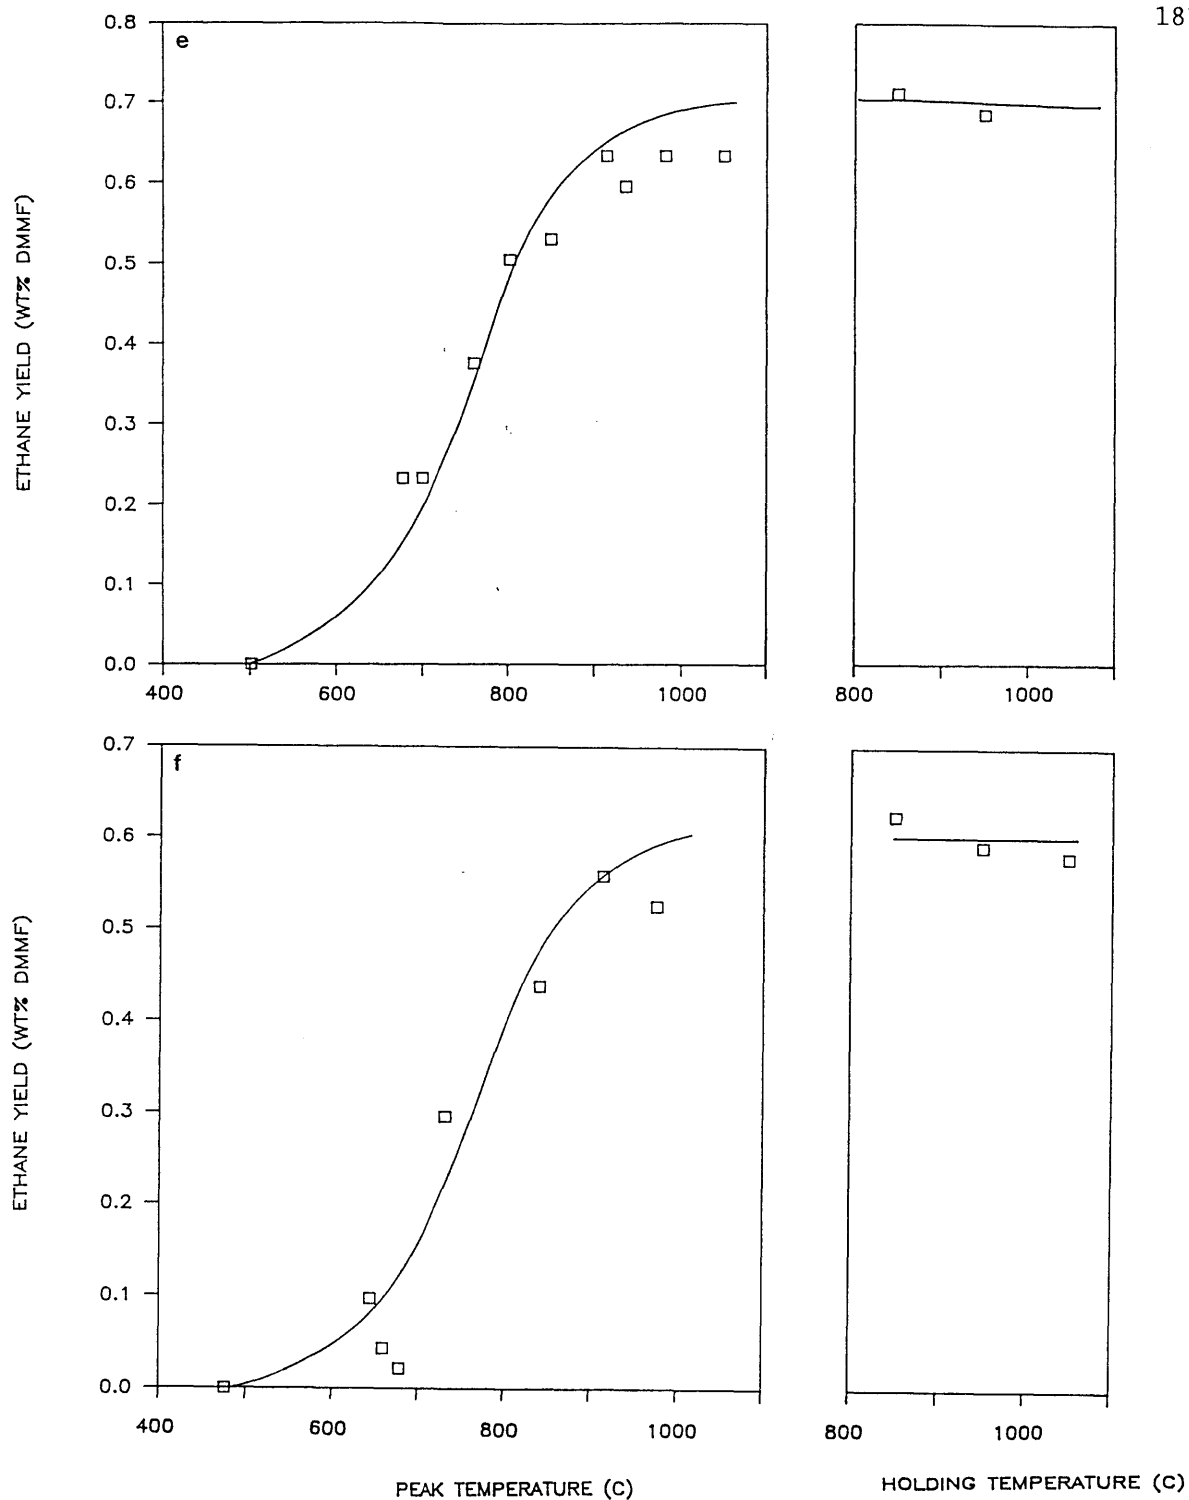 18
0.8
e
0.7
0.6
0.5
0.4
0.3
0.2
0.1
0.0
ETHANE YIELD (WT% DMMF)
400 600 800 1000
800 1000
0.7
f
0.6
0.5
0.4
0.3
0.2
0.1
0.0
ETHANE YIELD (WT% DMMF)
400 600 800 1000
800 1000
PEAK TEMPERATURE (C)
HOLDING TEMPERATURE (C)